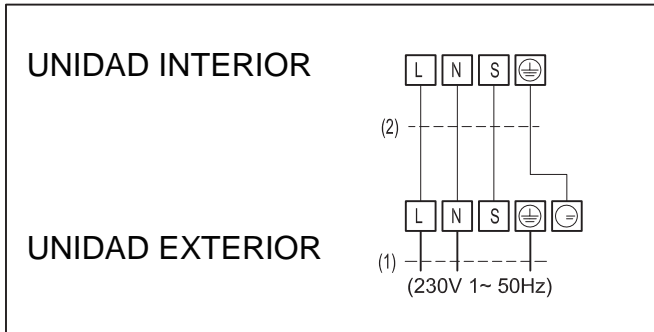 UNIDAD INTERIOR
L N S
(2)
L N S
UNIDAD EXTERIOR
(1)
(230V 1~ 50Hz)